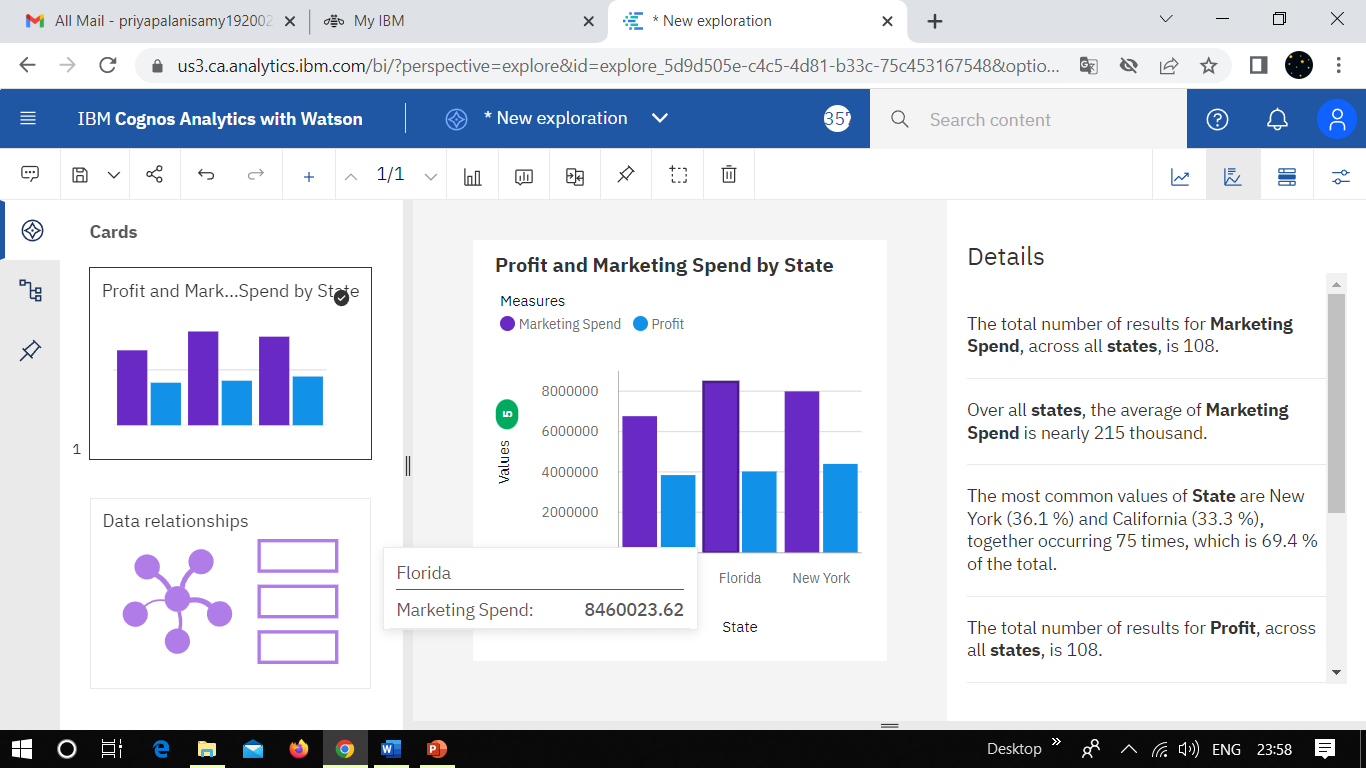 All Mail - priyapalanisamy192002
My IBM
* New exploration
us3.ca.analytics.ibm.com/bi/?perspective=explore&id=explore_5d9d505e-c4c5-4d81-b33c-75c453167548&optio...
IBM Cognos Analytics with Watson
* New exploration
357
Search content
1/1
Cards
Profit and Mark...Spend by State
1
Data relationships
Profit and Marketing Spend by State
Measures
Marketing Spend
Profit
5
Values
8000000
6000000
4000000
2000000
Florida
New York
State
Florida
Marketing Spend: 8460023.62
Details
The total number of results for Marketing
Spend, across all states, is 108.
Over all states, the average of Marketing
Spend is nearly 215 thousand.
The most common values of State are New
York (36.1 %) and California (33.3 %),
together occurring 75 times, which is 69.4 %
of the total.
The total number of results for Profit, across
all states, is 108.
Desktop
ENG
23:58